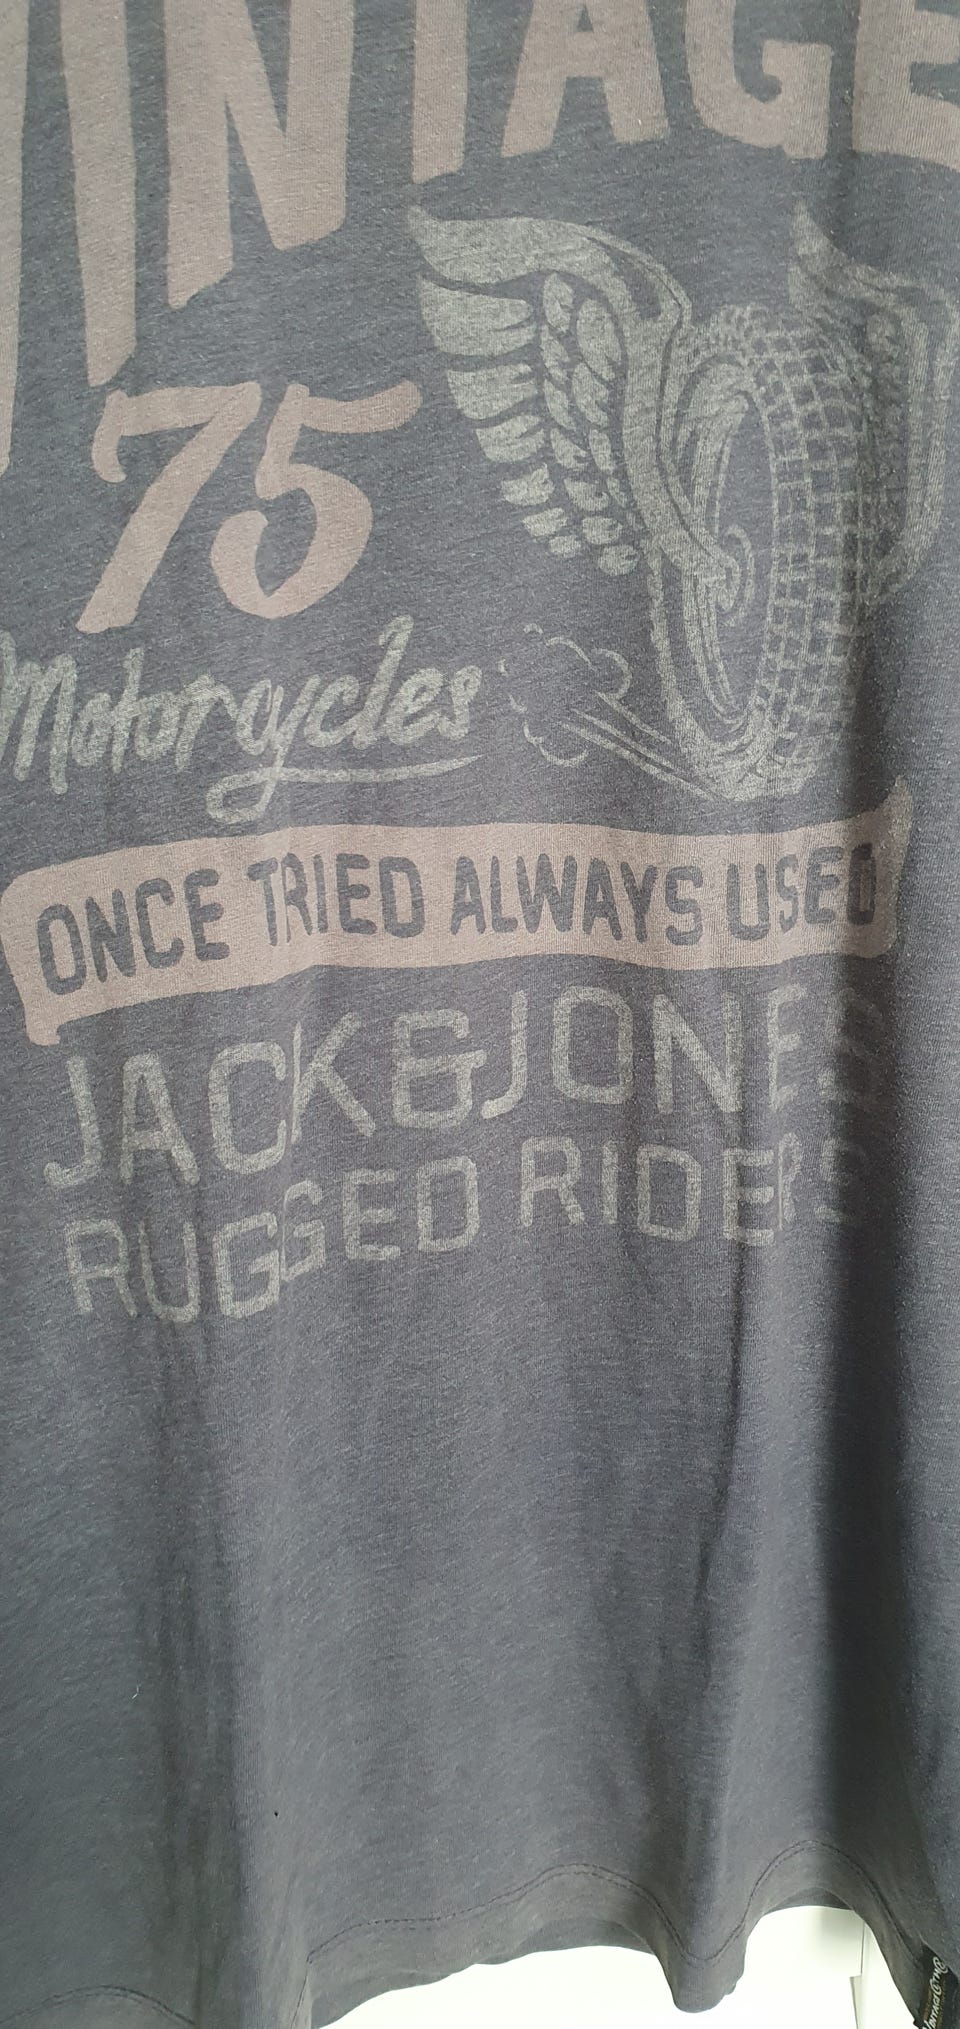 VINTAGE
75
Motorcycles
ONCE TRIED ALWAYS USED
JACK&JONES
RUGGED RIDERS